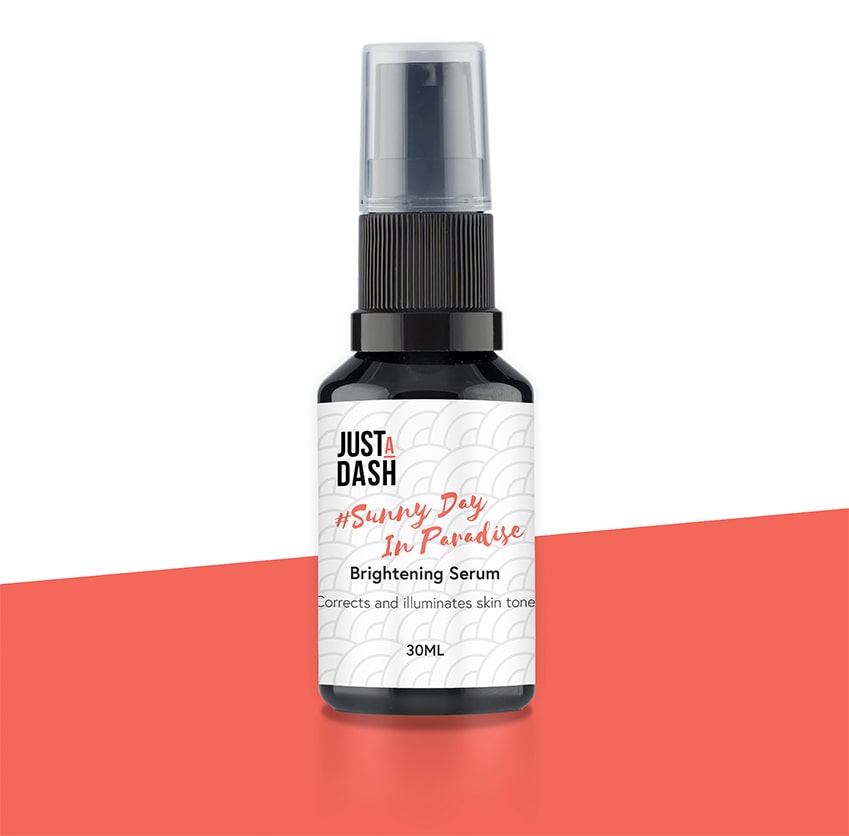 JUST A
DASH
#Sunny Day
In Paradise
Brightening Serum
Corrects and illuminates skin tone
30ML